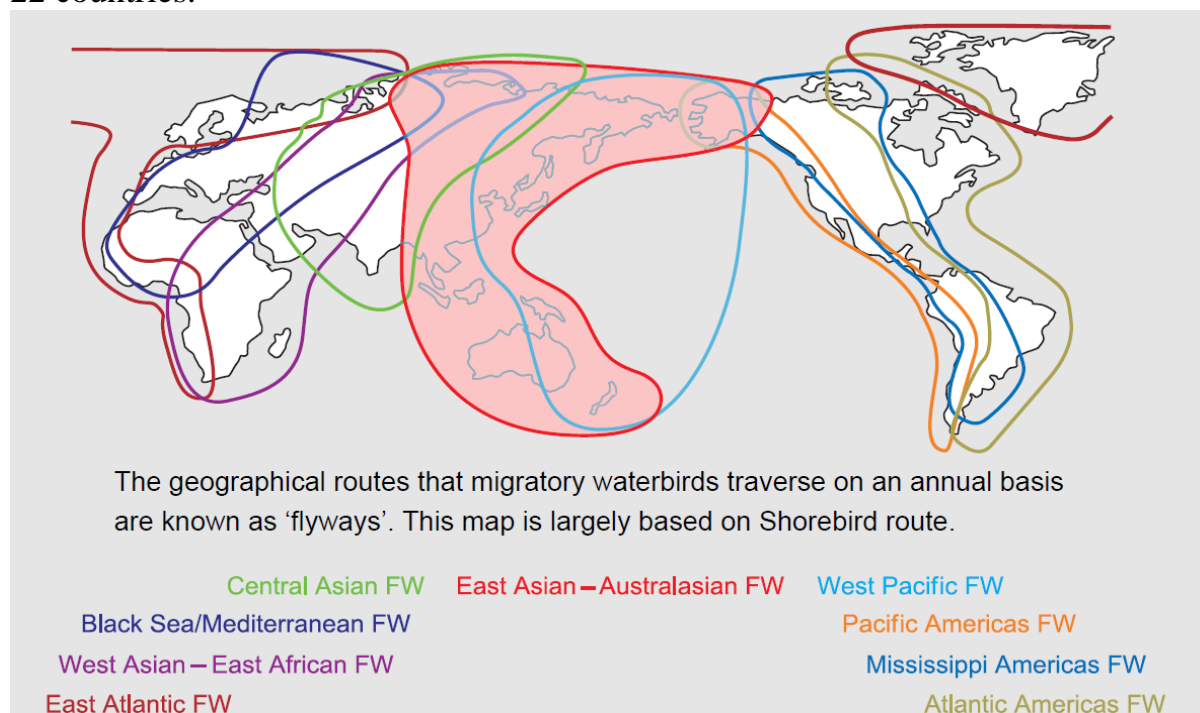 22 countries.
The geographical routes that migratory waterbirds traverse on an annual basis
are known as ‘flyways’. This map is largely based on Shorebird route.
Central Asian FW East Asian–Australasian FW West Pacific FW
Black Sea/Mediterranean FW Pacific Americas FW
West Asian–East African FW Mississippi Americas FW
East Atlantic FW Atlantic Americas FW